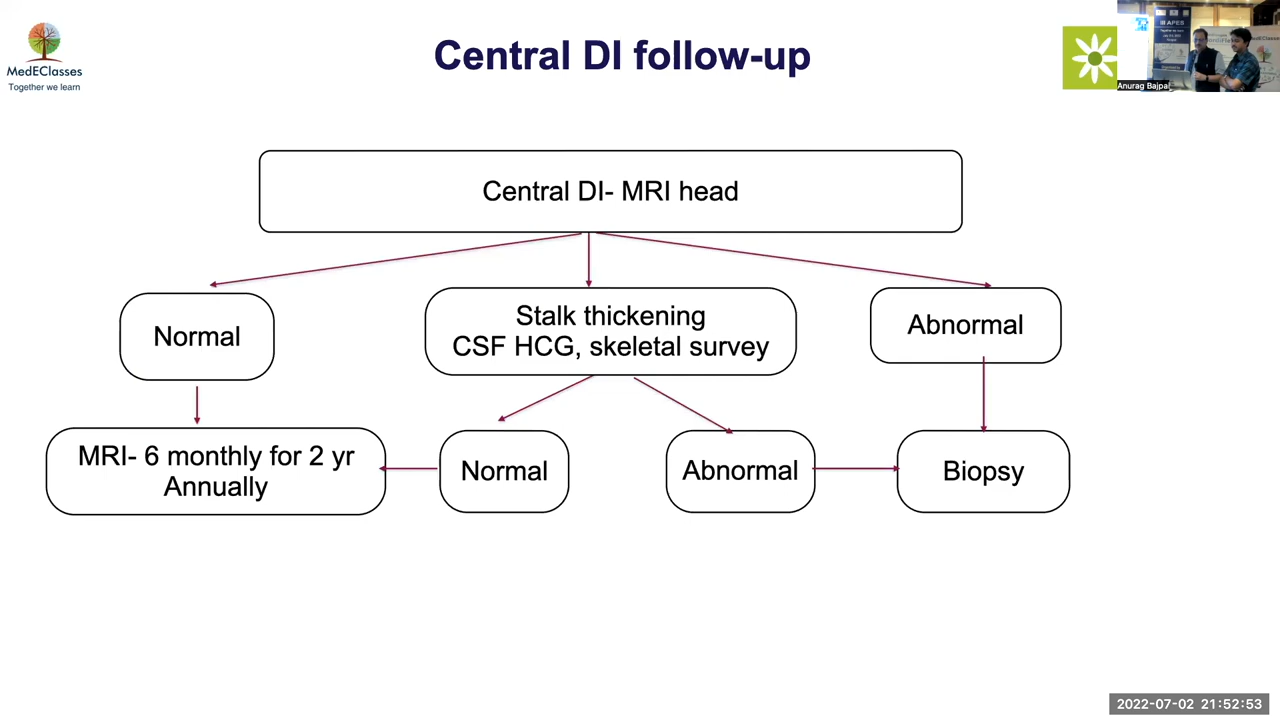 MedEClasses
Together we learn
Central DI follow-up
III APES
Anurag Bajpai
Central DI- MRI head
Normal
Stalk thickening
CSF HCG, skeletal survey
Abnormal
MRI- 6 monthly for 2 yr
Annually
Normal
Abnormal
Biopsy
2022-07-02 21:52:53